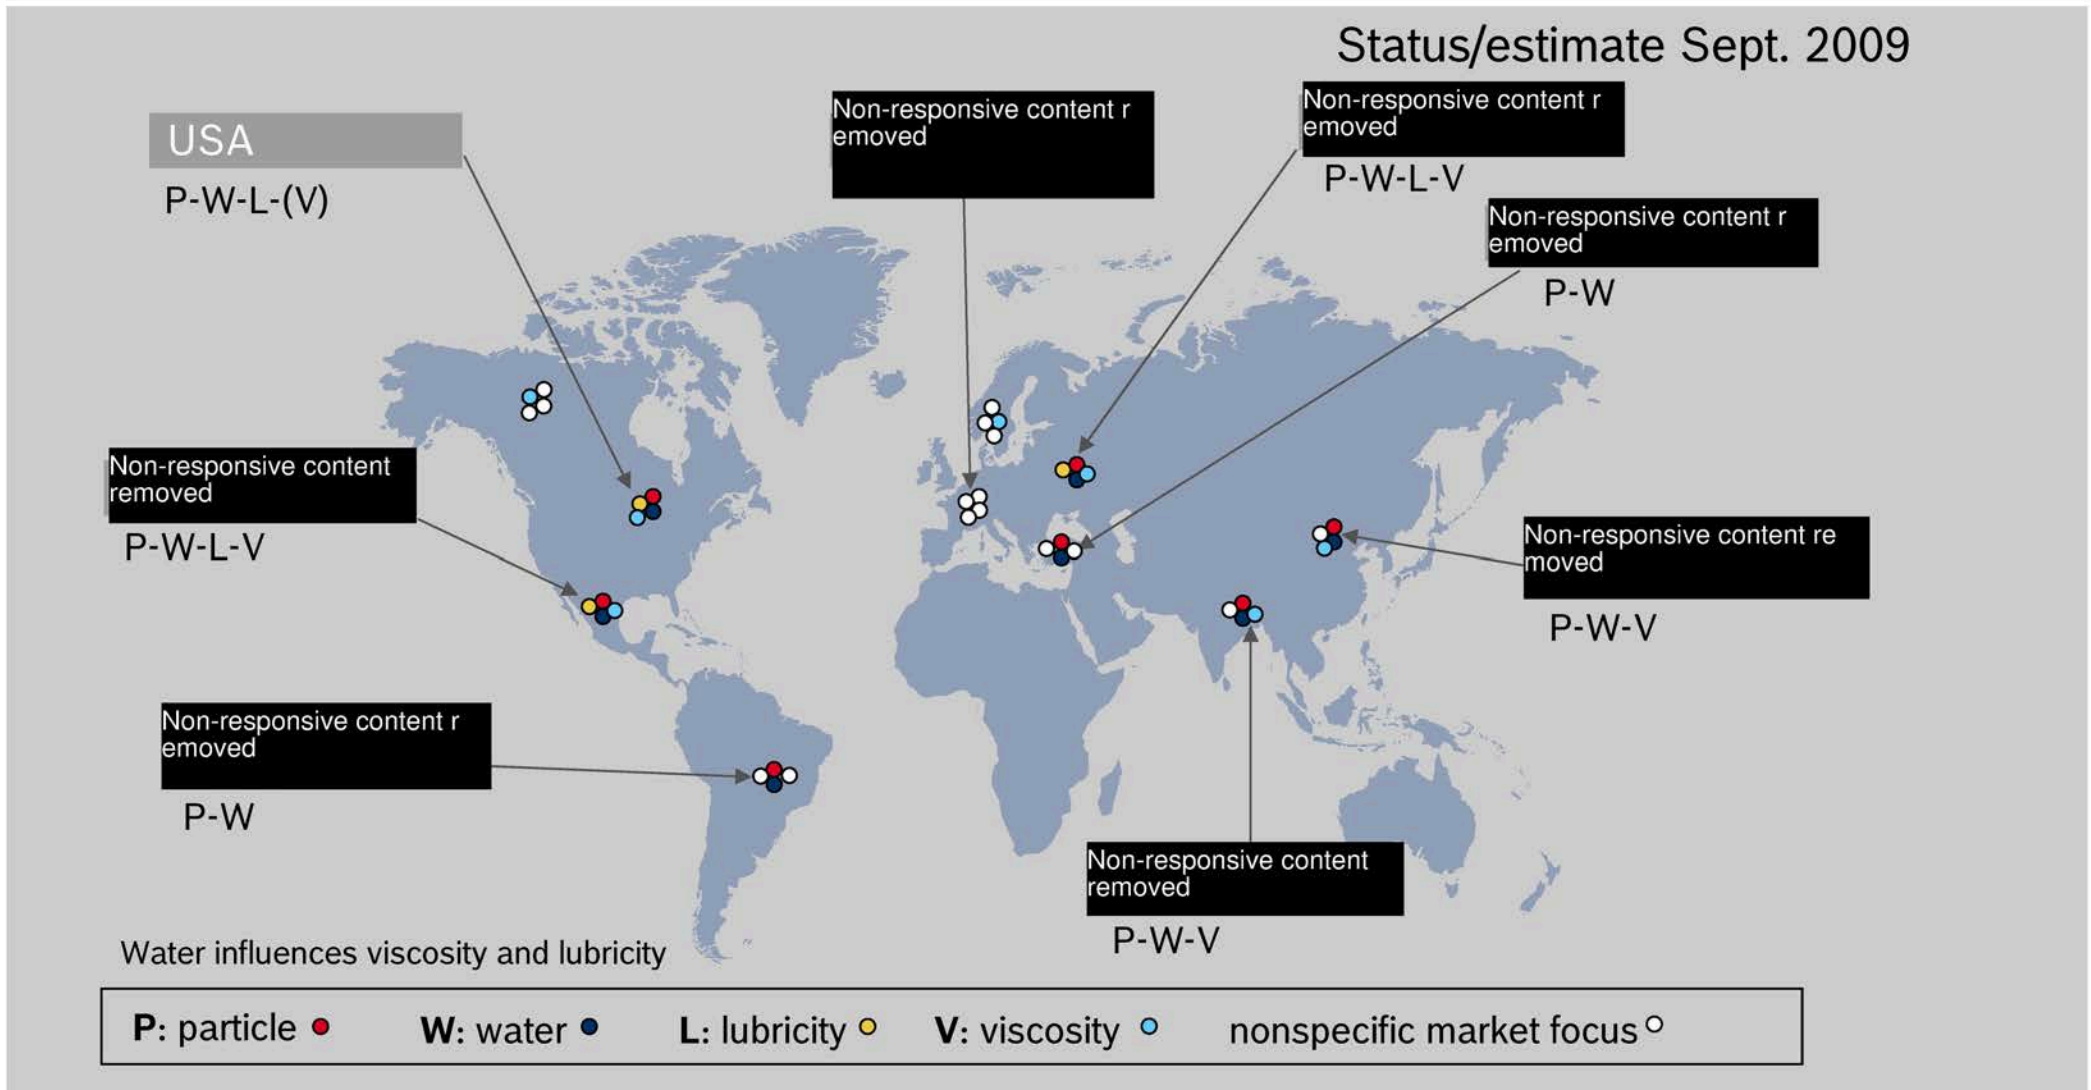 Status/estimate Sept. 2009
USA
P-W-L-(V)
Non-responsive content r
emoved
Non-responsive content r
emoved
P-W-L-V
Non-responsive content r
emoved
P-W
Non-responsive content
removed
P-W-L-V
Non-responsive content re
moved
P-W-V
Non-responsive content r
emoved
P-W
Non-responsive content
removed
P-W-V
Water influences viscosity and lubricity
P: particle W: water L: lubricity V: viscosity nonspecific market focus